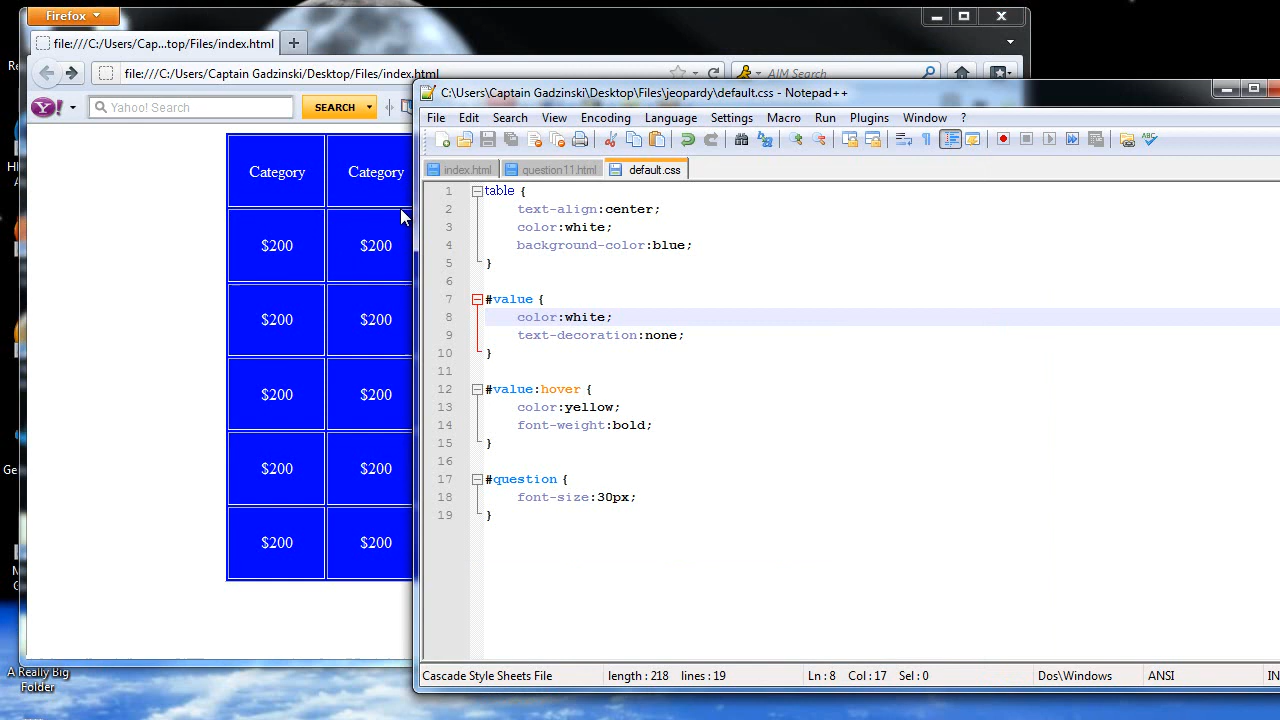 Firefox
file:///C:/Users/Cap...top/Files/index.html
file:///C:/Users/Captain Gadzinski/Desktop/Files/index.html
AIM Search
Yahoo! Search
SEARCH
Category Category
$200 $200
$200 $200
$200 $200
$200 $200
$200 $200
A Really Big
Folder
C:\Users\Captain Gadzinski\Desktop\Files\jeopardy\default.css - Notepad++
File Edit Search View Encoding Language Settings Macro Run Plugins Window ?
index.html question11.html default.css
1 table {
2 text-align:center;
3 color:white;
4 background-color:blue;
5 }
6
7 #value {
8 color:white;
9 text-decoration:none;
10 }
11
12 #value:hover {
13 color:yellow;
14 font-weight:bold;
15 }
16
17 #question {
18 font-size:30px;
19 }
Cascade Style Sheets File length : 218 lines : 19 Ln : 8 Col : 17 Sel : 0 Dos\Windows ANSI IN